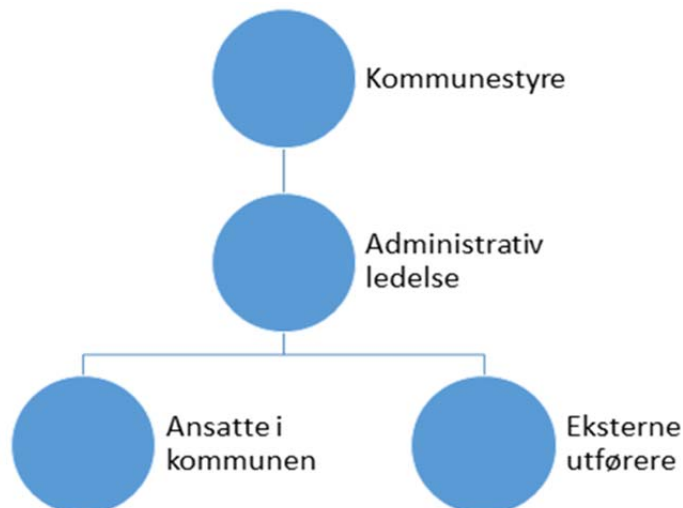 Kommunestyre
Administrativ
ledelse
Ansatte i
kommunen
Eksterne
utførere